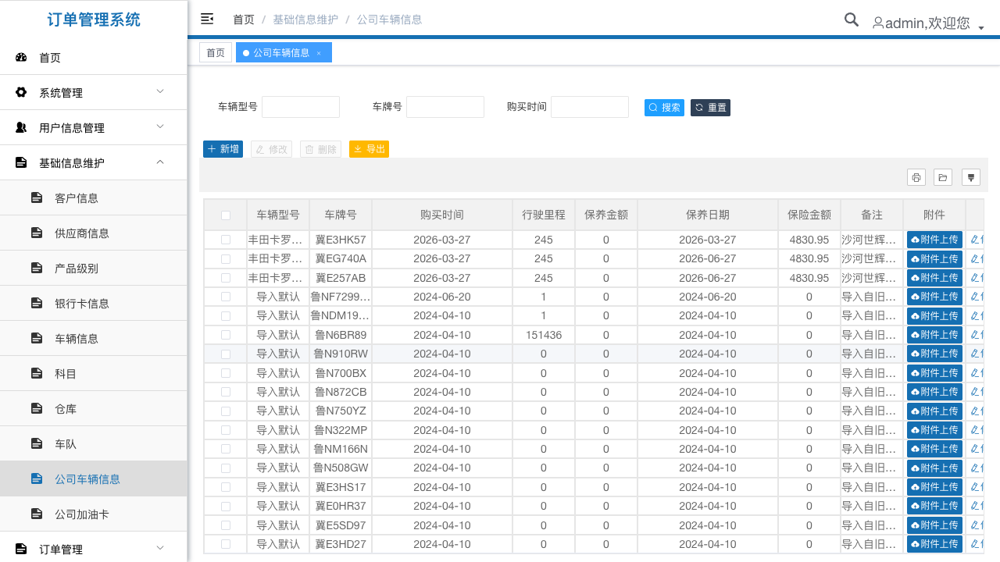 订单管理系统
首页
系统管理
用户信息管理
基础信息维护
客户信息
供应商信息
产品级别
银行卡信息
车辆信息
科目
仓库
车队
公司车辆信息
公司加油卡
订单管理
首页 / 基础信息维护 / 公司车辆信息
admin,欢迎您
首页 公司车辆信息 ×
车辆型号 车牌号 购买时间 搜索 重置
新增 修改 删除 导出
车辆型号 车牌号 购买时间 行驶里程 保养金额 保养日期 保险金额 备注 附件
丰田卡罗… 冀E3HK57 2026-03-27 245 0 2026-03-27 4830.95 沙河世辉… 附件上传
丰田卡罗… 冀EG740A 2026-03-27 245 0 2026-06-27 4830.95 沙河世辉… 附件上传
丰田卡罗… 冀E257AB 2026-03-27 245 0 2026-06-27 4830.95 沙河世辉… 附件上传
导入默认 鲁NF7299… 2024-06-20 1 0 2024-06-20 0 导入自旧… 附件上传
导入默认 鲁NDM19… 2024-04-10 1 0 2024-04-10 0 导入自旧… 附件上传
导入默认 鲁N6BR89 2024-04-10 151436 0 2024-04-10 0 导入自旧… 附件上传
导入默认 鲁N910RW 2024-04-10 0 0 2024-04-10 0 导入自旧… 附件上传
导入默认 鲁N700BX 2024-04-10 0 0 2024-04-10 0 导入自旧… 附件上传
导入默认 鲁N872CB 2024-04-10 0 0 2024-04-10 0 导入自旧… 附件上传
导入默认 鲁N750YZ 2024-04-10 0 0 2024-04-10 0 导入自旧… 附件上传
导入默认 鲁N322MP 2024-04-10 0 0 2024-04-10 0 导入自旧… 附件上传
导入默认 鲁NM166N 2024-04-10 0 0 2024-04-10 0 导入自旧… 附件上传
导入默认 鲁N508GW 2024-04-10 0 0 2024-04-10 0 导入自旧… 附件上传
导入默认 冀E3HS17 2024-04-10 0 0 2024-04-10 0 导入自旧… 附件上传
导入默认 冀E0HR37 2024-04-10 0 0 2024-04-10 0 导入自旧… 附件上传
导入默认 冀E5SD97 2024-04-10 0 0 2024-04-10 0 导入自旧… 附件上传
导入默认 冀E3HD27 2024-04-10 0 0 2024-04-10 0 导入自旧… 附件上传